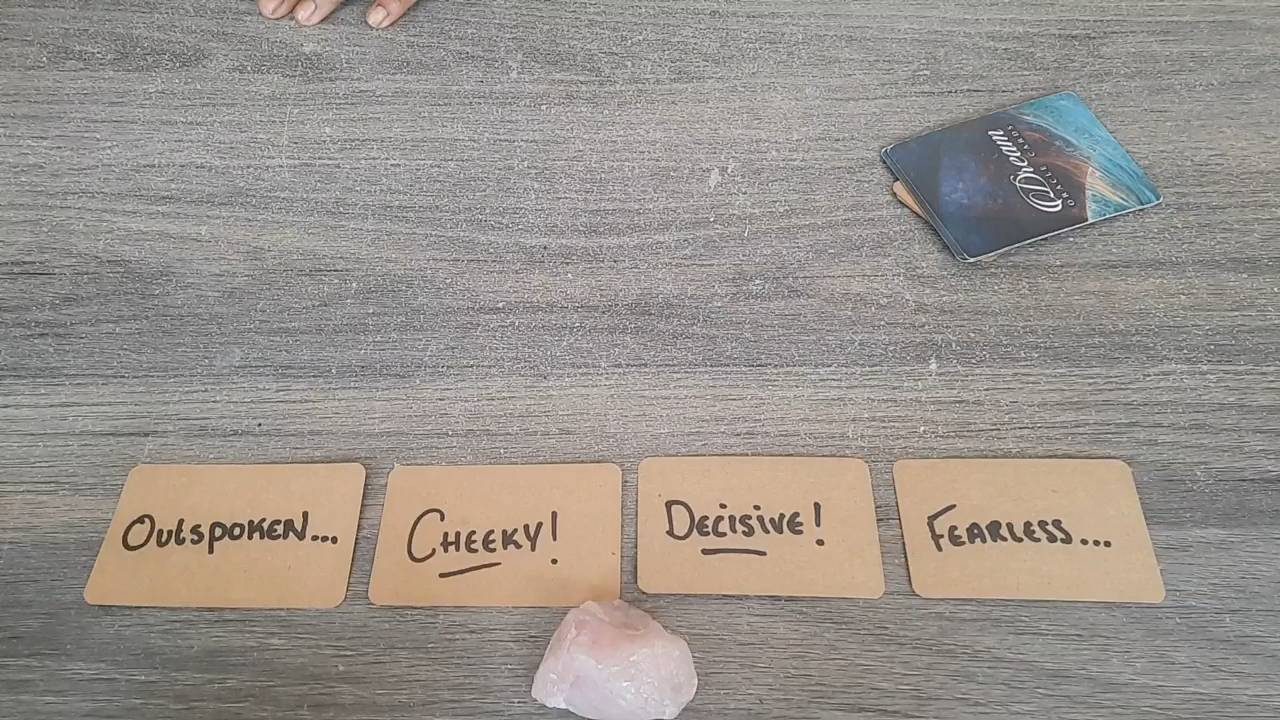 Dream
ORACLE CARDS
OutspokEN...
CHEEKY!
DEcisive!
FEARLESS...